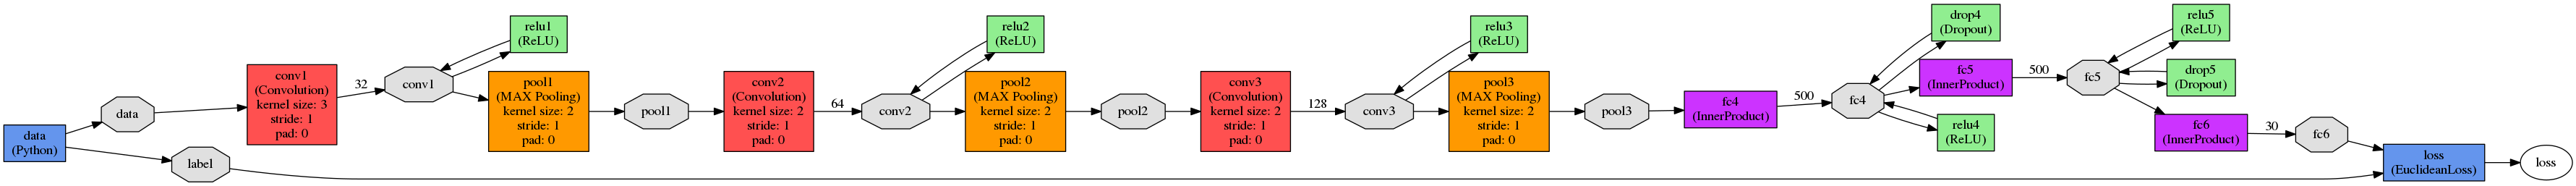 data
(Python)
data
label
conv1
(Convolution)
kernel size: 3
stride: 1
pad: 0
32
conv1
relu1
(ReLU)
pool1
(MAX Pooling)
kernel size: 2
stride: 1
pad: 0
pool1
conv2
(Convolution)
kernel size: 2
stride: 1
pad: 0
64
conv2
relu2
(ReLU)
pool2
(MAX Pooling)
kernel size: 2
stride: 1
pad: 0
pool2
conv3
(Convolution)
kernel size: 2
stride: 1
pad: 0
128
conv3
relu3
(ReLU)
pool3
(MAX Pooling)
kernel size: 2
stride: 1
pad: 0
pool3
fc4
(InnerProduct)
500
fc4
drop4
(Dropout)
relu4
(ReLU)
fc5
(InnerProduct)
500
fc5
relu5
(ReLU)
drop5
(Dropout)
fc6
(InnerProduct)
30
fc6
loss
(EuclideanLoss)
loss